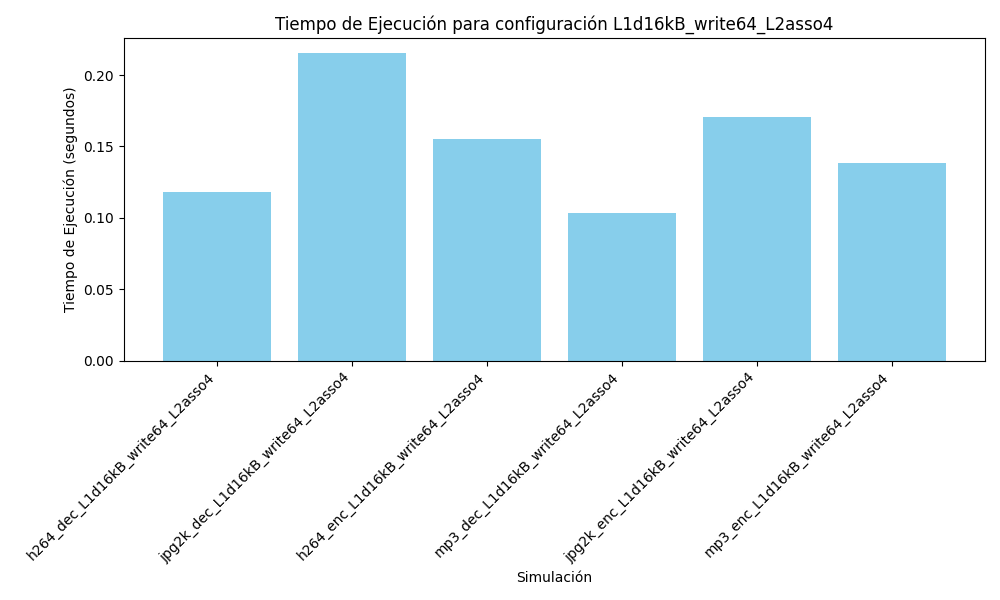 Tiempo de Ejecución para configuración L1d16kB_write64_L2asso4
Tiempo de Ejecución (segundos)
0.20
0.15
0.10
0.05
0.00
h264_dec_L1d16kB_write64_L2asso4
jpg2k_dec_L1d16kB_write64_L2asso4
h264_enc_L1d16kB_write64_L2asso4
mp3_dec_L1d16kB_write64_L2asso4
jpg2k_enc_L1d16kB_write64_L2asso4
mp3_enc_L1d16kB_write64_L2asso4
Simulación